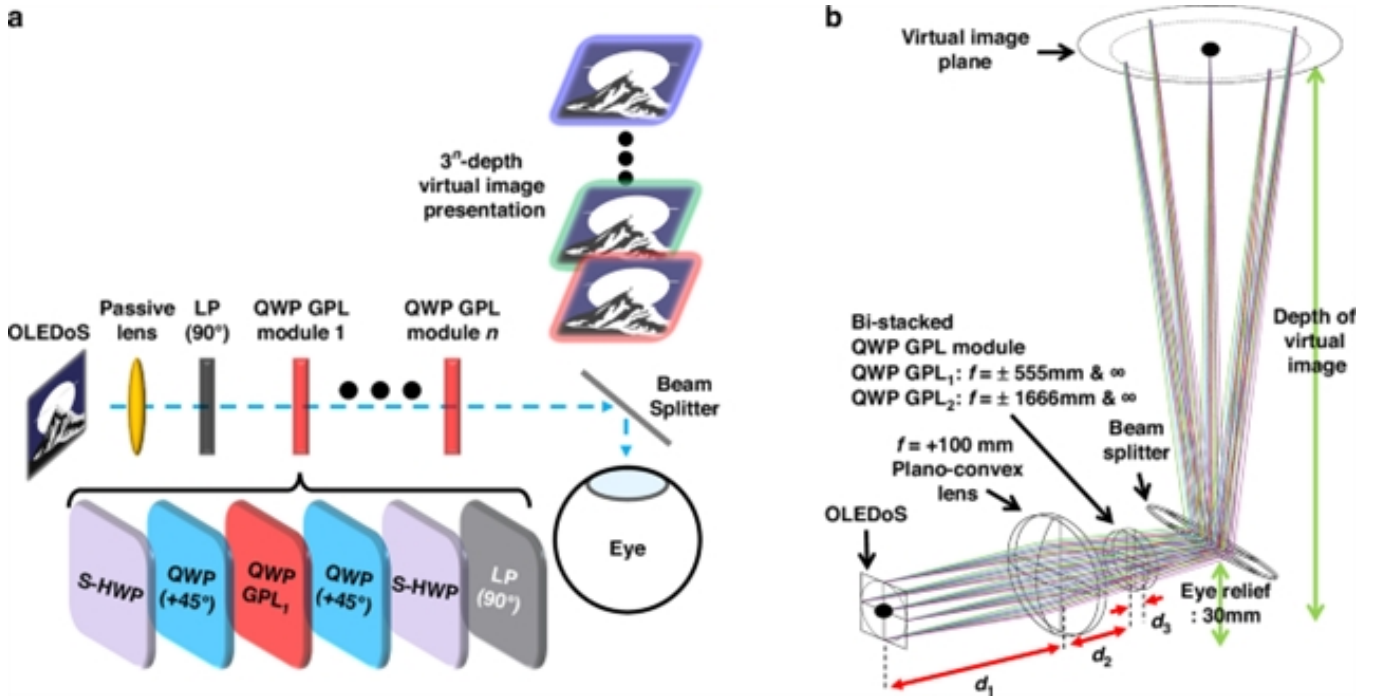 a
3ⁿ-depth
virtual image
presentation
OLEDoS
Passive
lens
LP
(90°)
QWP GPL
module 1
QWP GPL
module n
Beam
Splitter
S-HWP
QWP
(+45°)
QWP
GPL₁
QWP
(+45°)
S-HWP
LP
(90°)
Eye
b
Virtual image
plane
Depth of
virtual
image
Bi-stacked
QWP GPL module
QWP GPL₁: f = ± 555mm & ∞
QWP GPL₂: f = ± 1666mm & ∞
f = +100 mm
Plano-convex
lens
Beam
splitter
OLEDoS
Eye relief
: 30mm
d₁
d₂
d₃